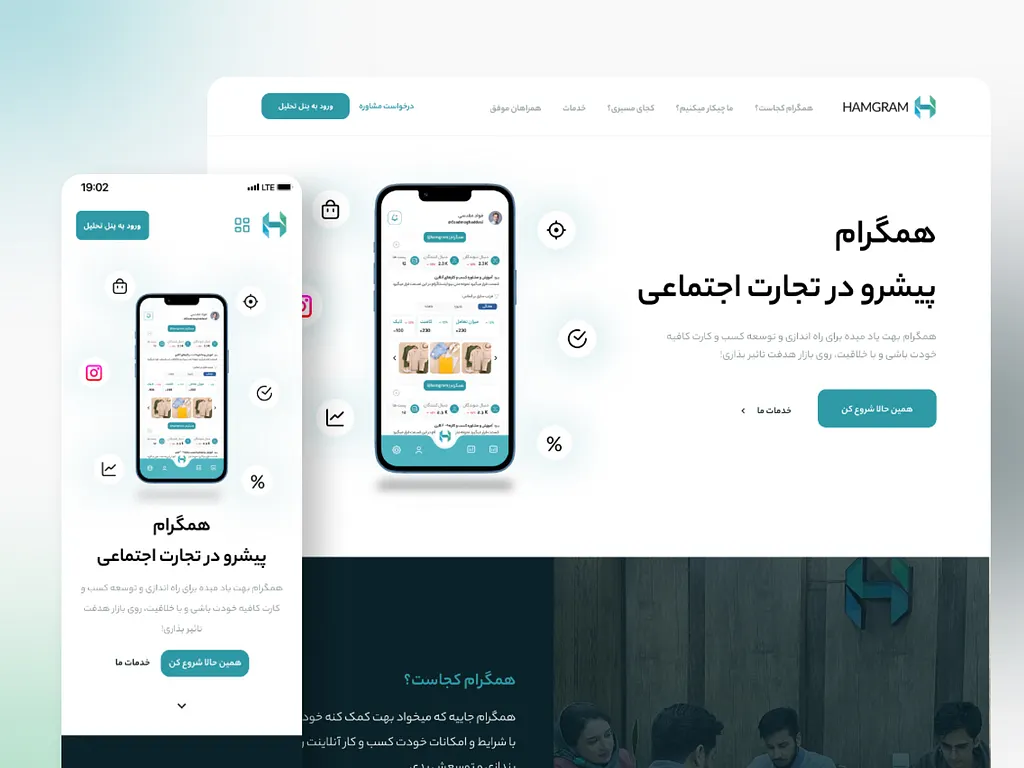 HAMGRAM
همگرام کجاست؟
ما چیکار میکنیم؟
کجای مسیری؟
خدمات
همراهان موفق
درخواست مشاوره
ورود به پنل تحلیل
همگرام
پیشرو در تجارت اجتماعی
همگرام بهت یاد میده برای راه اندازی و توسعه کسب و کارت کافیه
خودت باشی و با خلاقیت، روی بازار هدفت تاثیر بذاری!
همین حالا شروع کن
خدمات ما
همگرام کجاست؟
همگرام جاییه که میخواد بهت کمک کنه خود
با شرایط و امکانات خودت کسب و کار آنلاینت
19:02
LTE
ورود به پنل تحلیل
همگرام
پیشرو در تجارت اجتماعی
همگرام بهت یاد میده برای راه اندازی و توسعه کسب و
کارت کافیه خودت باشی و با خلاقیت، روی بازار هدفت
تاثیر بذاری!
همین حالا شروع کن
خدمات ما